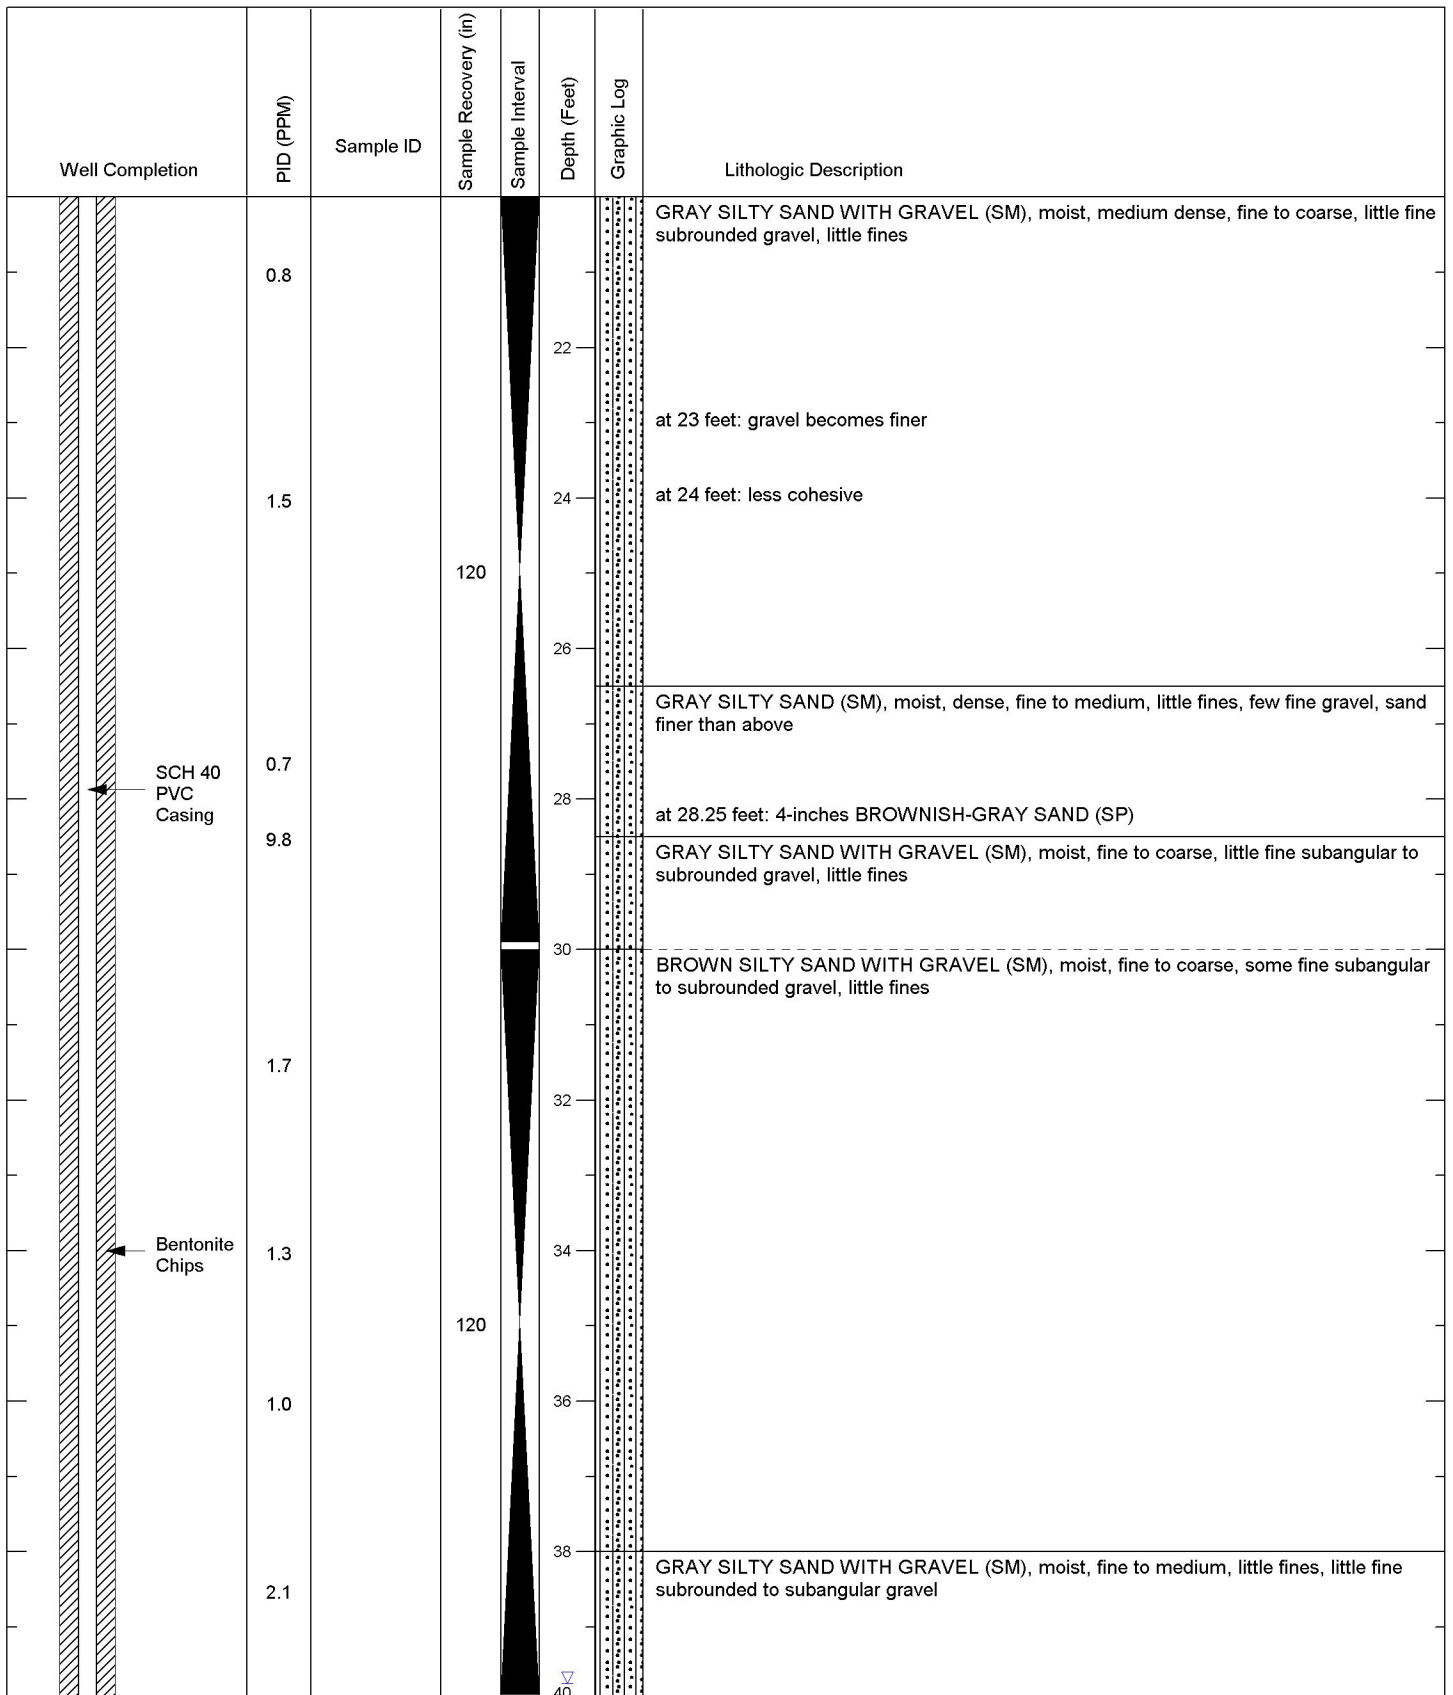 Well Completion
PID (PPM)
Sample ID
Sample Recovery (in)
Sample Interval
Depth (Feet)
Graphic Log
Lithologic Description
GRAY SILTY SAND WITH GRAVEL (SM), moist, medium dense, fine to coarse, little fine
subrounded gravel, little fines
0.8
22
at 23 feet: gravel becomes finer
1.5
24
at 24 feet: less cohesive
120
26
GRAY SILTY SAND (SM), moist, dense, fine to medium, little fines, few fine gravel, sand
finer than above
SCH 40
PVC
Casing
0.7
28
at 28.25 feet: 4-inches BROWNISH-GRAY SAND (SP)
9.8
GRAY SILTY SAND WITH GRAVEL (SM), moist, fine to coarse, little fine subangular to
subrounded gravel, little fines
30
BROWN SILTY SAND WITH GRAVEL (SM), moist, fine to coarse, some fine subangular
to subrounded gravel, little fines
1.7
32
Bentonite
Chips
1.3
34
120
1.0
36
38
GRAY SILTY SAND WITH GRAVEL (SM), moist, fine to medium, little fines, little fine
subrounded to subangular gravel
2.1
40